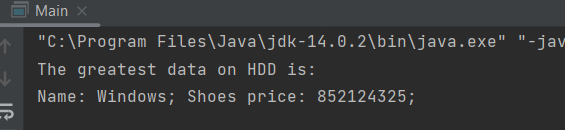 Main
"C:\Program Files\Java\jdk-14.0.2\bin\java.exe" "-jav
The greatest data on HDD is:
Name: Windows; Shoes price: 852124325;